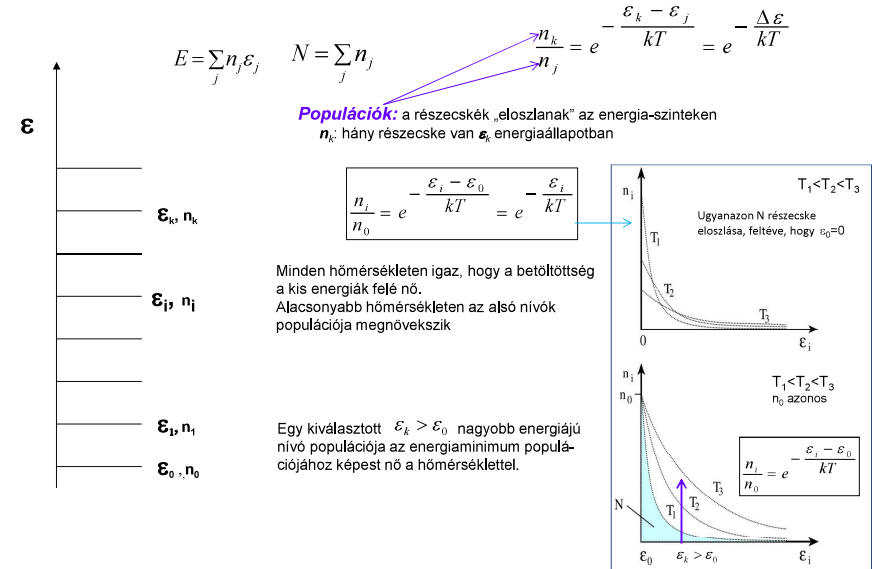 E = ∑_j n_j ε_j   N = ∑_j n_j
n_k / n_j = e^{-(ε_k − ε_j)/kT} = e^{-Δε/kT}
Populációk: a részecskék „eloszlanak” az energia-szinteken
n_k: hány részecske van ε_k energiaállapotban
ε
ε_k, n_k
ε_i, n_i
ε_1, n_1
ε_0, n_0
n_i / n_0 = e^{-(ε_i − ε_0)/kT} = e^{-ε_i/kT}
Minden hőmérsékleten igaz, hogy a betöltöttség
a kis energiák felé nő.
Alacsonyabb hőmérsékleten az alsó nívók
populációja megnövekszik
Egy kiválasztott ε_k > ε_0 nagyobb energiájú
nívó populációja az energiaminimum populá-
ciójához képest nő a hőmérséklettel.
n_i
T_1<T_2<T_3
Ugyanazon N részecske
eloszlása, feltéve, hogy ε_0=0
T_1
T_2
T_3
0
ε_i
n_i
n_0
T_1<T_2<T_3
n_0 azonos
n_i / n_0 = e^{-(ε_i − ε_0)/kT}
T_3
T_2
T_1
N
ε_0
ε_k > ε_0
ε_i